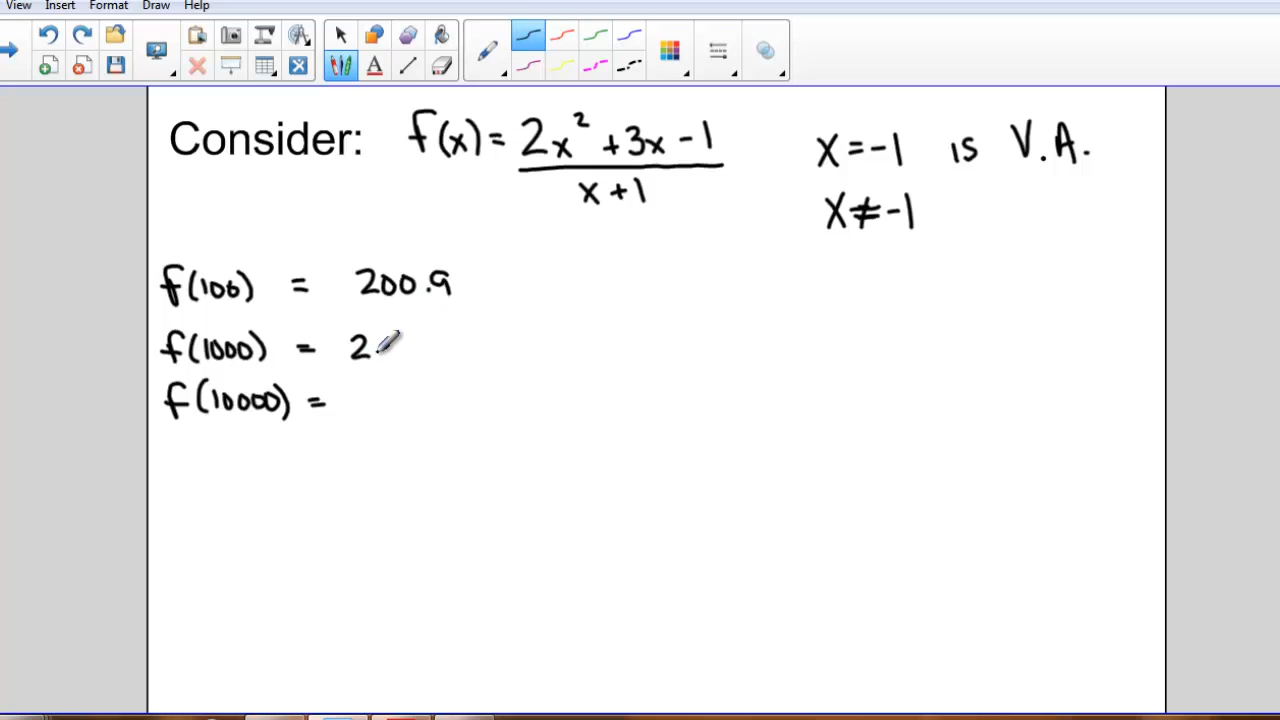 View Insert Format Draw Help
Consider: f(x) = (2x² + 3x - 1)/(x + 1)
x = -1 is V.A.
x ≠ -1
f(100) = 200.9
f(1000) = 2
f(10000) =